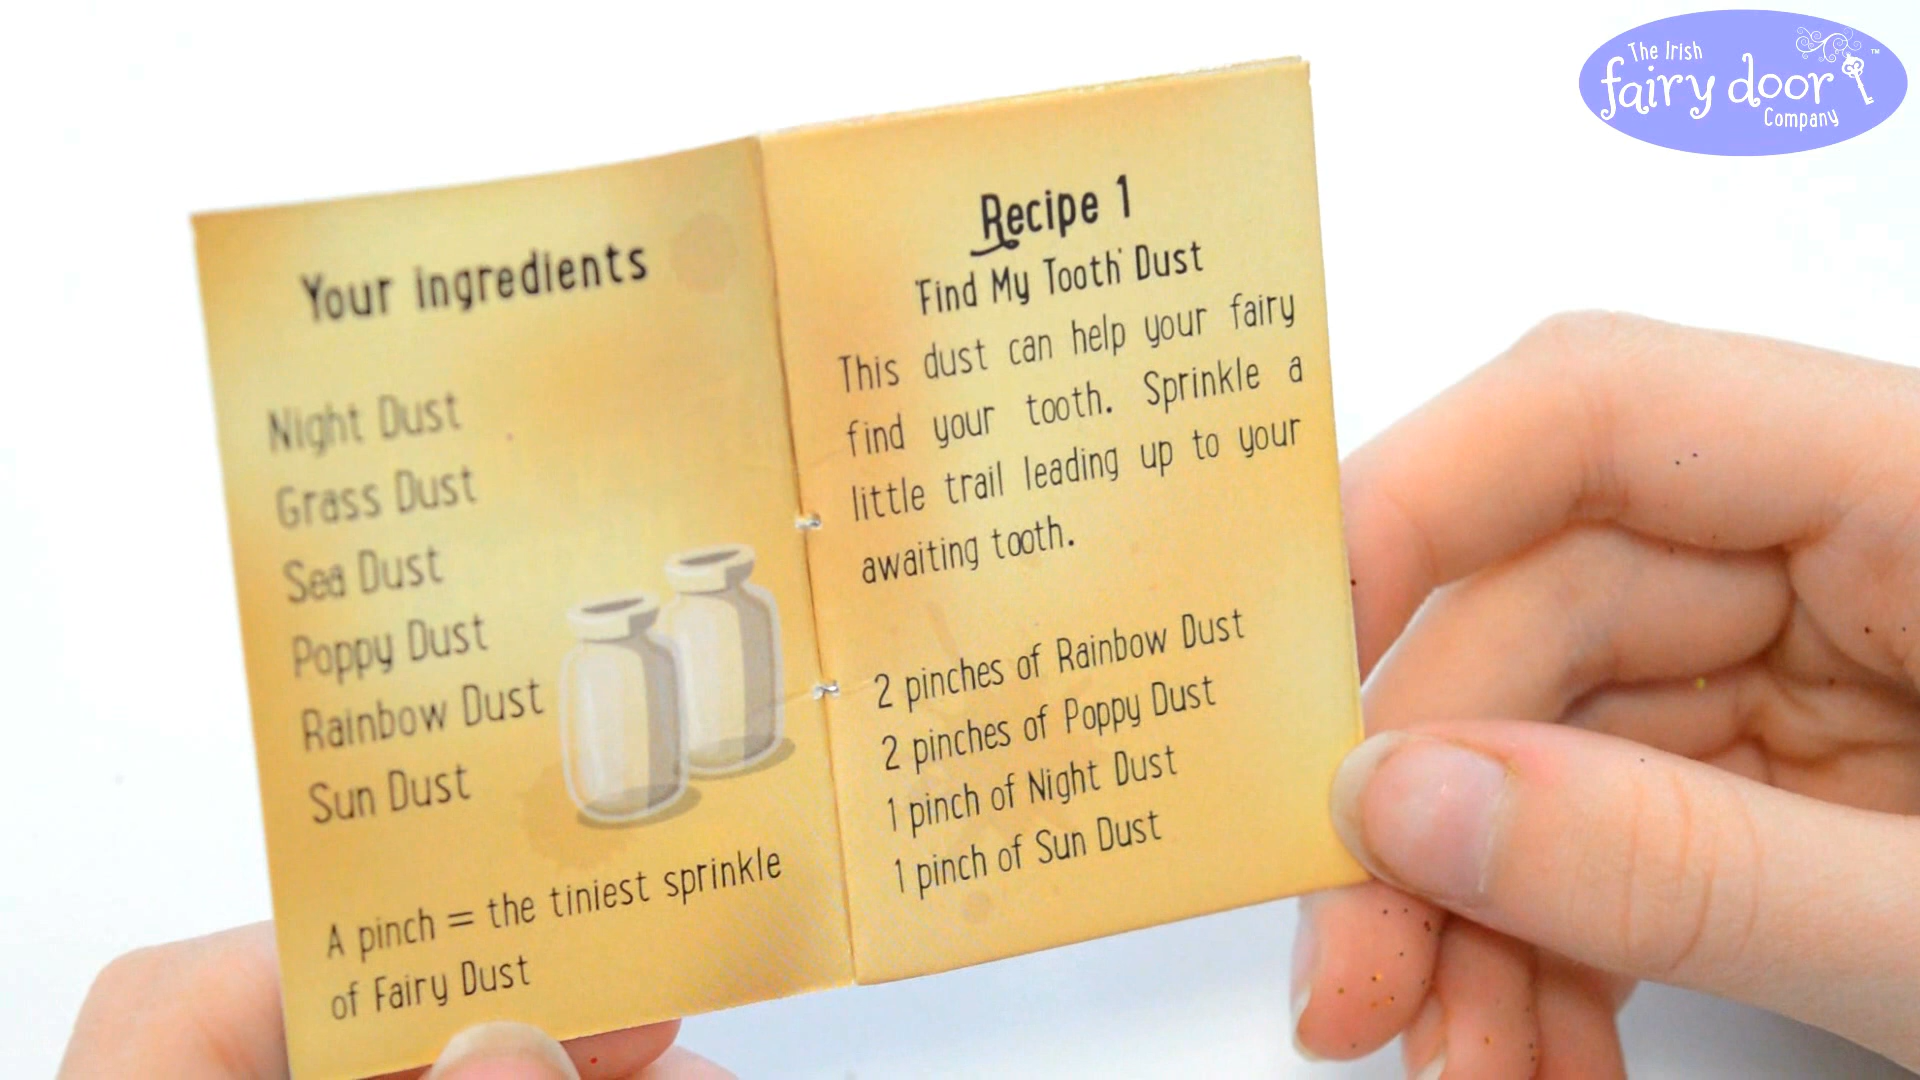 The Irish
fairy door
Company
™
Your ingredients
Night Dust
Grass Dust
Sea Dust
Poppy Dust
Rainbow Dust
Sun Dust
A pinch = the tiniest sprinkle
of Fairy Dust
Recipe 1
'Find My Tooth' Dust
This dust can help your fairy
find your tooth. Sprinkle a
little trail leading up to your
awaiting tooth.
2 pinches of Rainbow Dust
2 pinches of Poppy Dust
1 pinch of Night Dust
1 pinch of Sun Dust